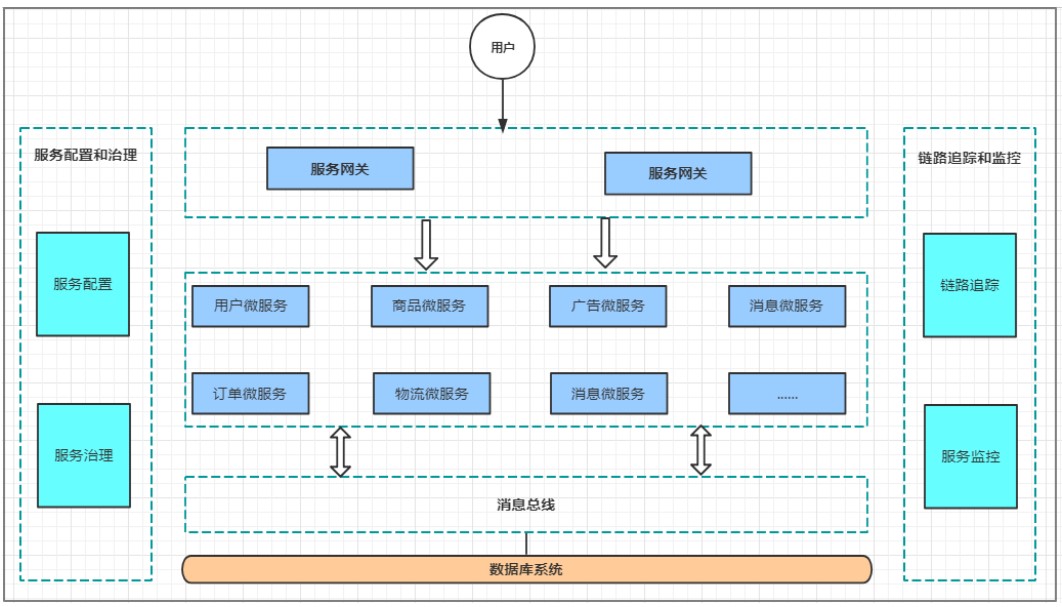 用户
服务配置和治理
服务网关
服务网关
链路追踪和监控
服务配置
用户微服务
商品微服务
广告微服务
消息微服务
链路追踪
订单微服务
物流微服务
消息微服务
......
服务治理
服务监控
消息总线
数据库系统